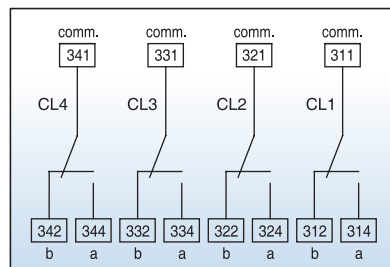 comm. comm. comm. comm.
341 331 321 311
CL4 CL3 CL2 CL1
342 344 332 334 322 324 312 314
b a b a b a b a